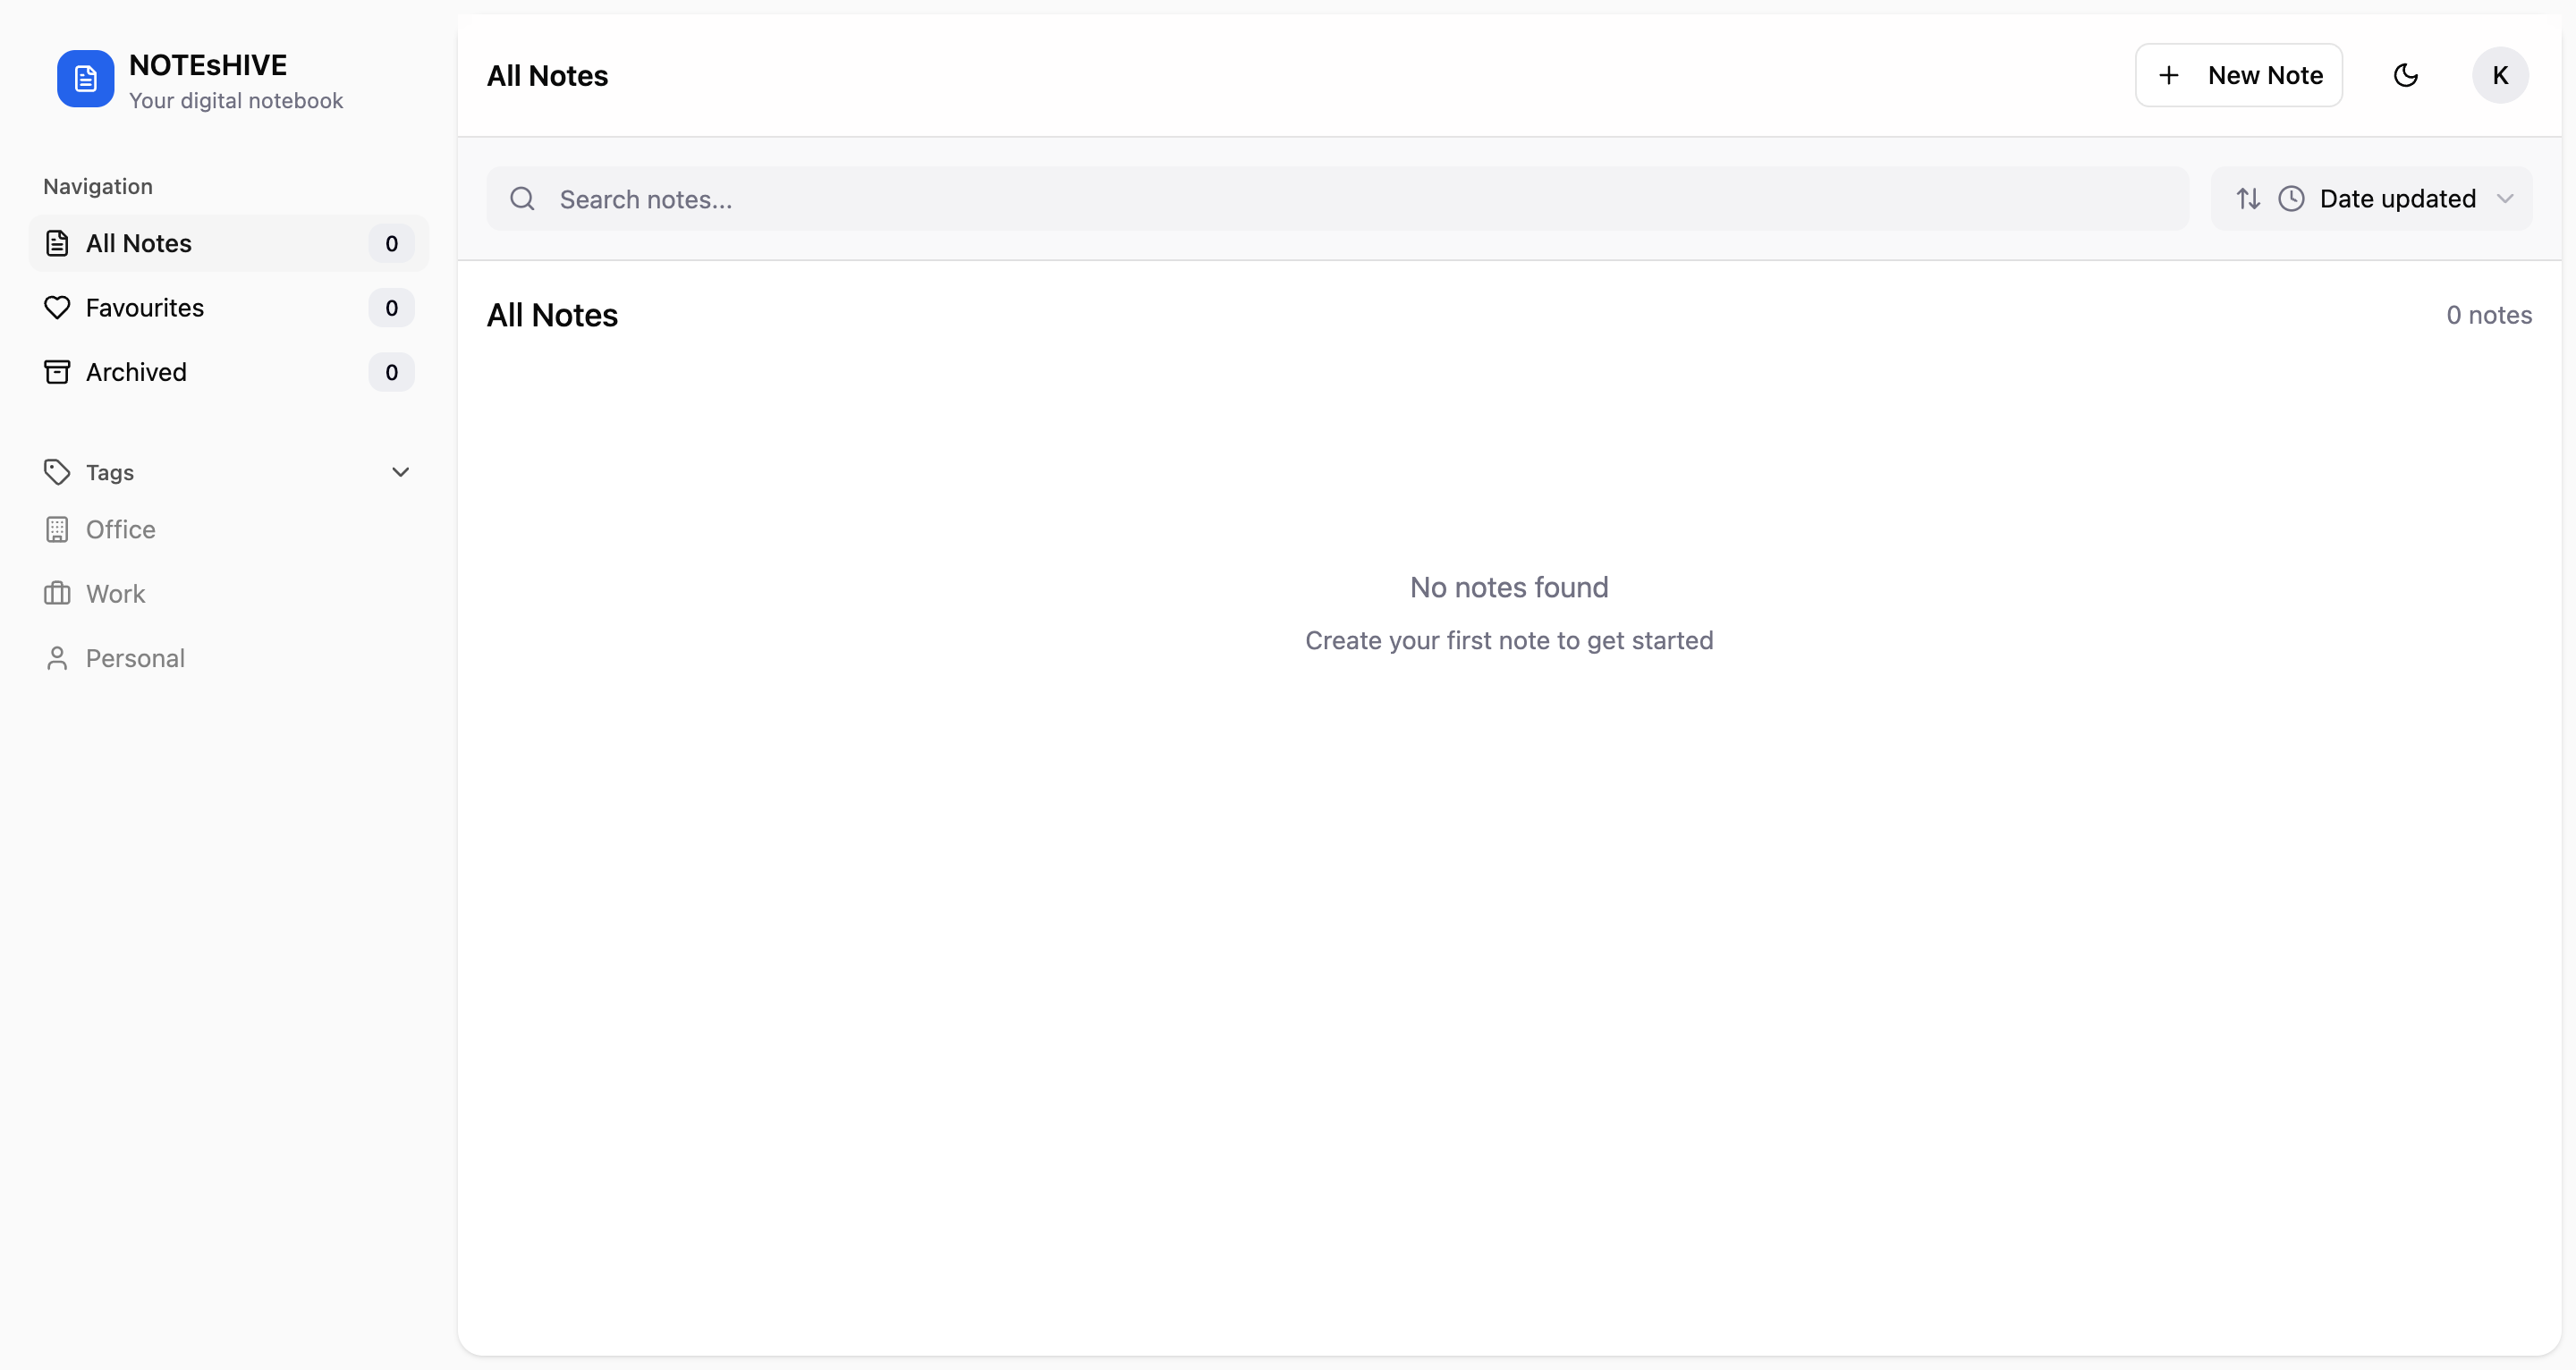 NOTEsHIVE
Your digital notebook
Navigation
All Notes 0
Favourites 0
Archived 0
Tags
Office
Work
Personal
All Notes
New Note
K
Search notes...
Date updated
All Notes
0 notes
No notes found
Create your first note to get started